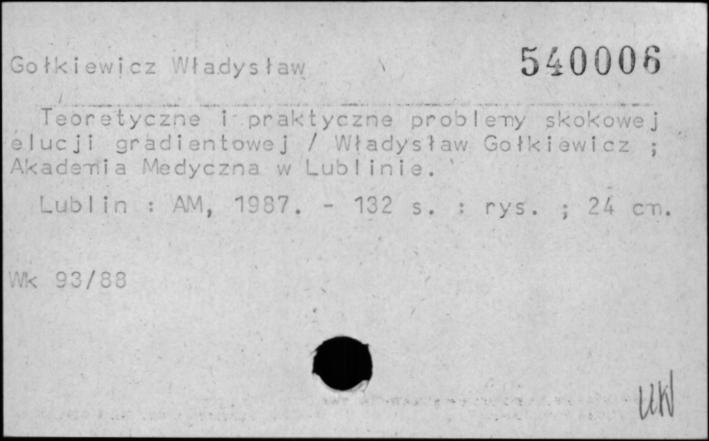 Gołkiewicz Władysław 540006
Teoretyczne i praktyczne problemy skokowej
elucji gradientowej / Władysław Gołkiewicz ;
Akademia Medyczna w Lublinie.
Lublin : AM, 1987. - 132 s. : rys. ; 24 cm.
Wk 93/88
UW